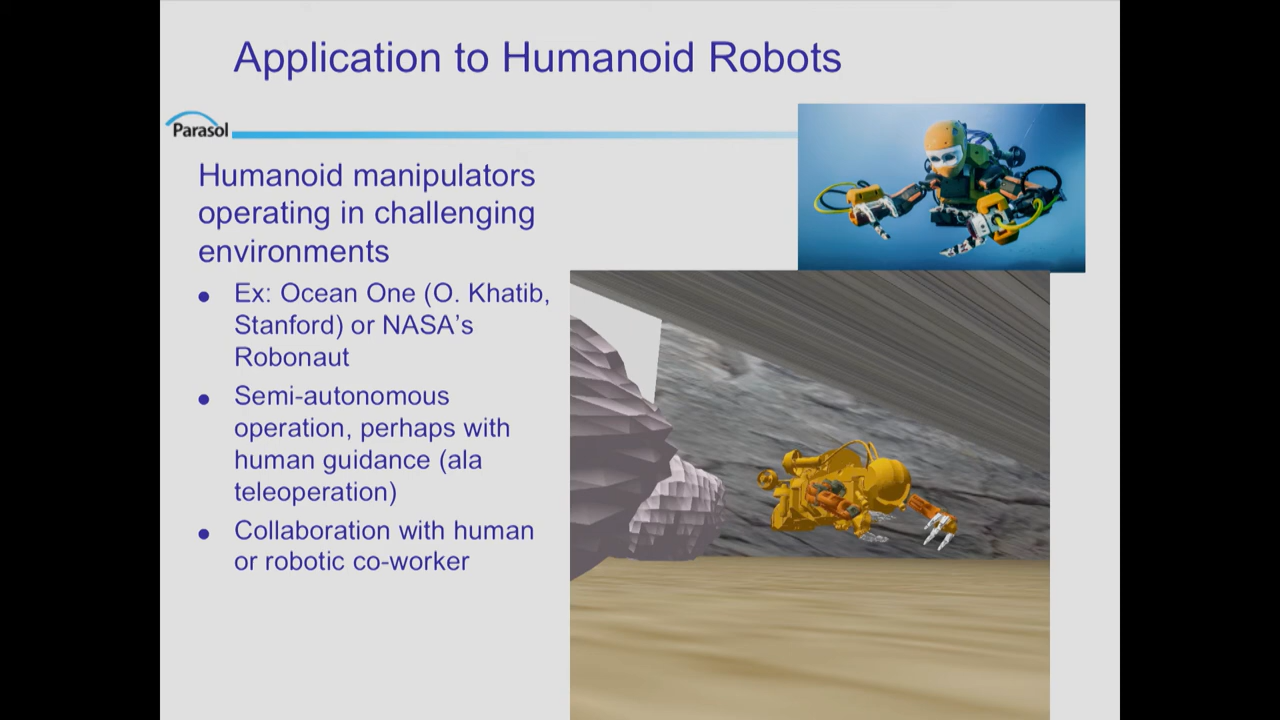 Application to Humanoid Robots
Parasol
Humanoid manipulators
operating in challenging
environments
● Ex: Ocean One (O. Khatib,
Stanford) or NASA's
Robonaut
● Semi-autonomous
operation, perhaps with
human guidance (ala
teleoperation)
● Collaboration with human
or robotic co-worker